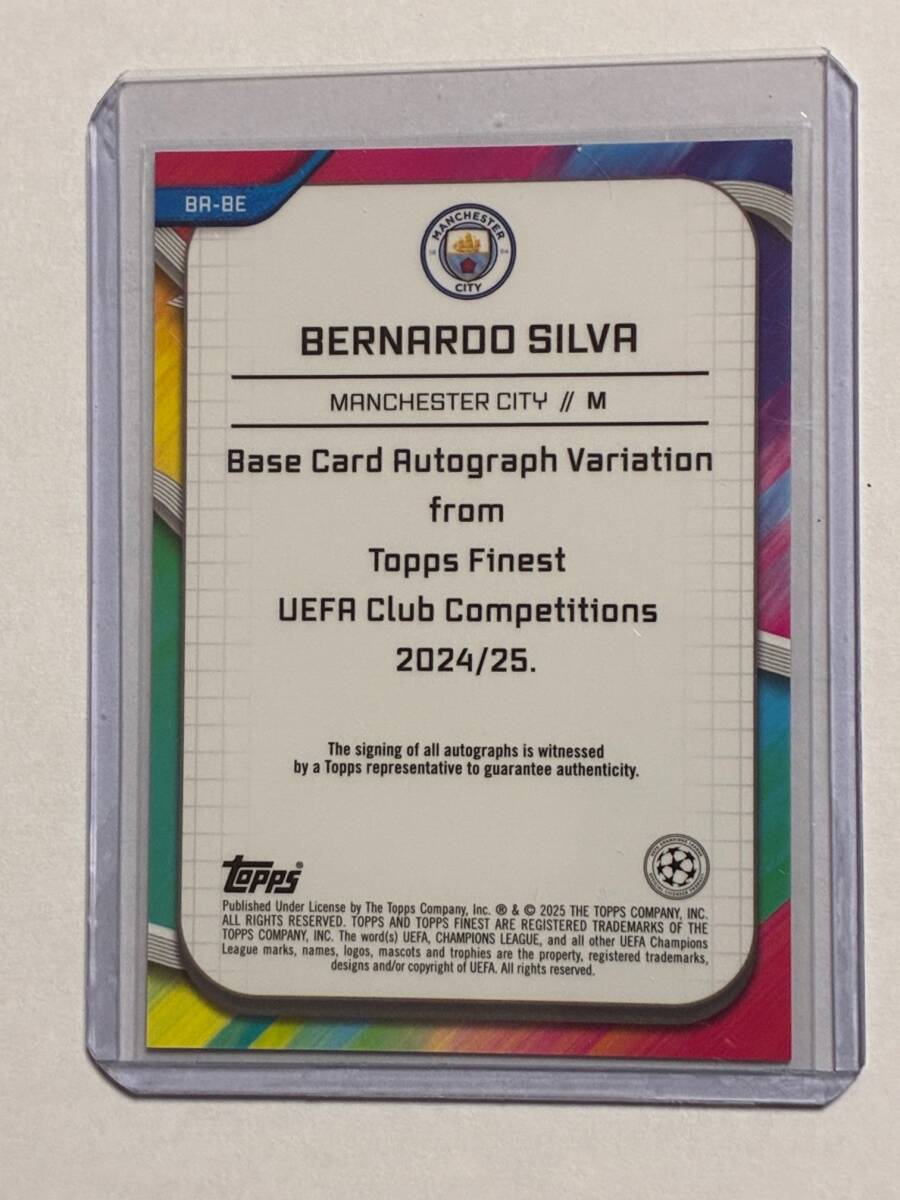 BA-BE
MANCHESTER
18 94
CITY
BERNARDO SILVA
MANCHESTER CITY // M
Base Card Autograph Variation
from
Topps Finest
UEFA Club Competitions
2024/25.
The signing of all autographs is witnessed
by a Topps representative to guarantee authenticity.
topps®
Published Under License by The Topps Company, Inc. ® & © 2025 THE TOPPS COMPANY, INC.
ALL RIGHTS RESERVED. TOPPS AND TOPPS FINEST ARE REGISTERED TRADEMARKS OF THE
TOPPS COMPANY, INC. The word(s) UEFA, CHAMPIONS LEAGUE, and all other UEFA Champions
League marks, names, logos, mascots and trophies are the property, registered trademarks,
designs and/or copyright of UEFA. All rights reserved.